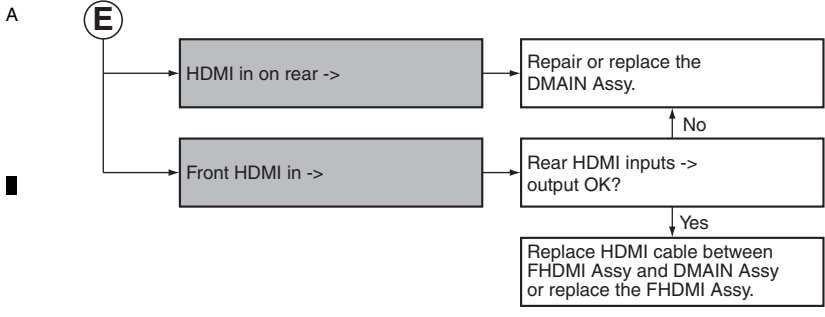 A
E
HDMI in on rear ->
Repair or replace the
DMAIN Assy.
No
Front HDMI in ->
Rear HDMI inputs ->
output OK?
Yes
Replace HDMI cable between
FHDMI Assy and DMAIN Assy
or replace the FHDMI Assy.